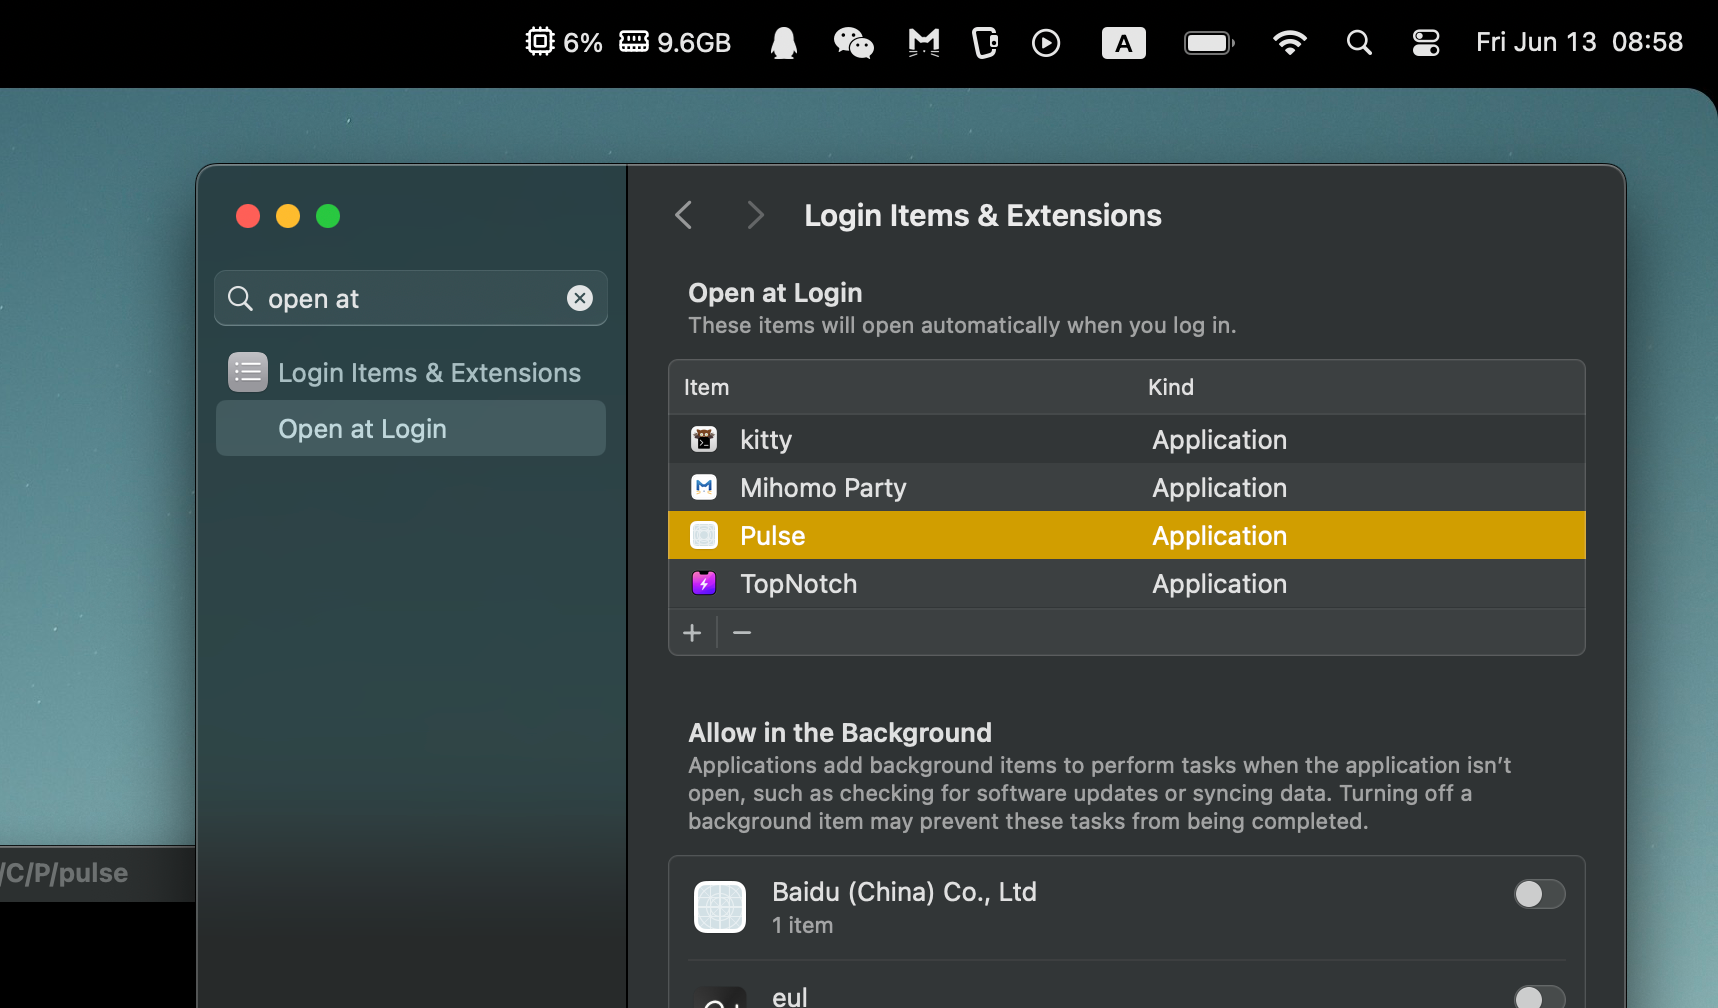 6% 9.6GB A Fri Jun 13 08:58
Login Items & Extensions
open at
Login Items & Extensions
Open at Login
Open at Login
These items will open automatically when you log in.
Item Kind
kitty Application
Mihomo Party Application
Pulse Application
TopNotch Application
Allow in the Background
Applications add background items to perform tasks when the application isn’t
open, such as checking for software updates or syncing data. Turning off a
background item may prevent these tasks from being completed.
/C/P/pulse
Baidu (China) Co., Ltd
1 item
eul